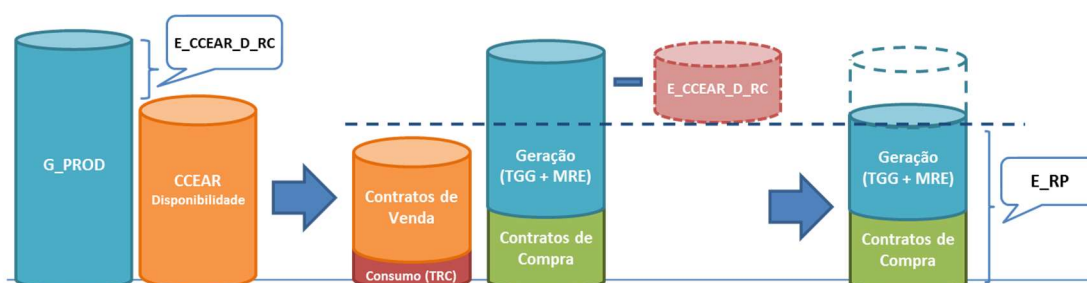 E_CCEAR_D_RC
G_PROD
CCEAR
Disponibilidade
Contratos de
Venda
Consumo (TRC)
Geração
(TGG + MRE)
Contratos de
Compra
E_CCEAR_D_RC
Geração
(TGG + MRE)
Contratos de
Compra
E_RP